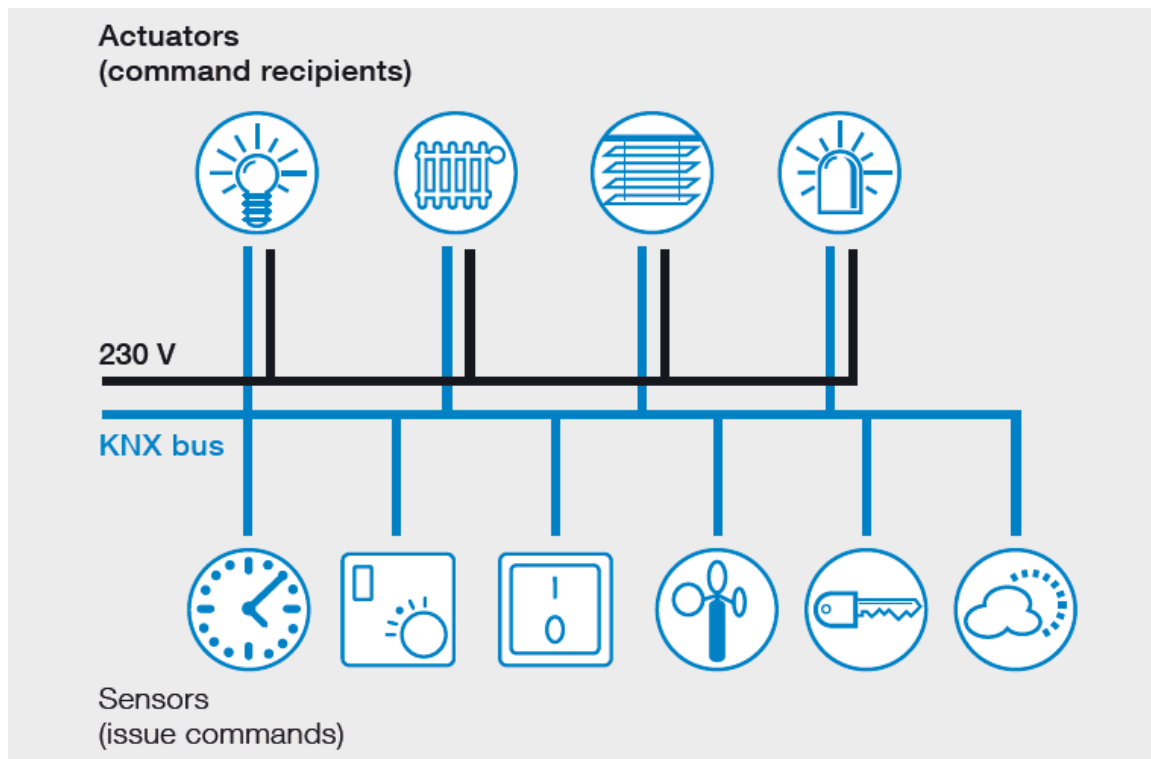 Actuators
(command recipients)
230 V
KNX bus
Sensors
(issue commands)